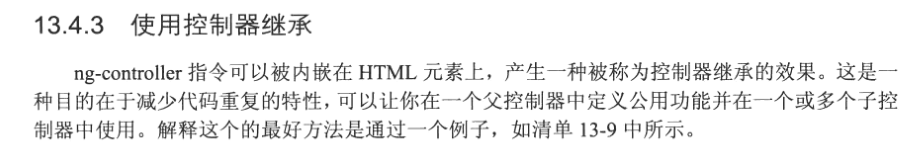 13.4.3 使用控制器继承
ng-controller 指令可以被内嵌在 HTML 元素上，产生一种被称为控制器继承的效果。这是一
种目的在于减少代码重复的特性，可以让你在一个父控制器中定义公用功能并在一个或多个子控
制器中使用。解释这个的最好方法是通过一个例子，如清单 13-9 中所示。